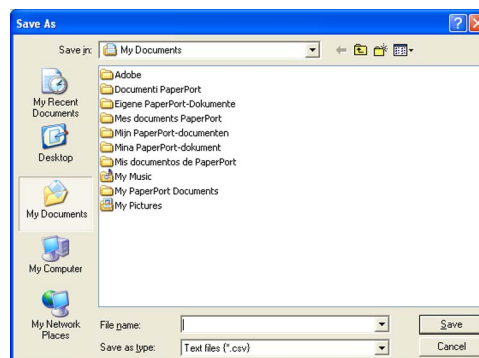 Save As
Save in:
My Documents
My Recent
Documents
Desktop
My Documents
My Computer
My Network
Places
Adobe
Documenti PaperPort
Eigene PaperPort-Dokumente
Mes documents PaperPort
Mijn PaperPort-documenten
Mina PaperPort-dokument
Mis documentos de PaperPort
My Music
My PaperPort Documents
My Pictures
File name:
Save
Save as type:
Text files (*.csv)
Cancel